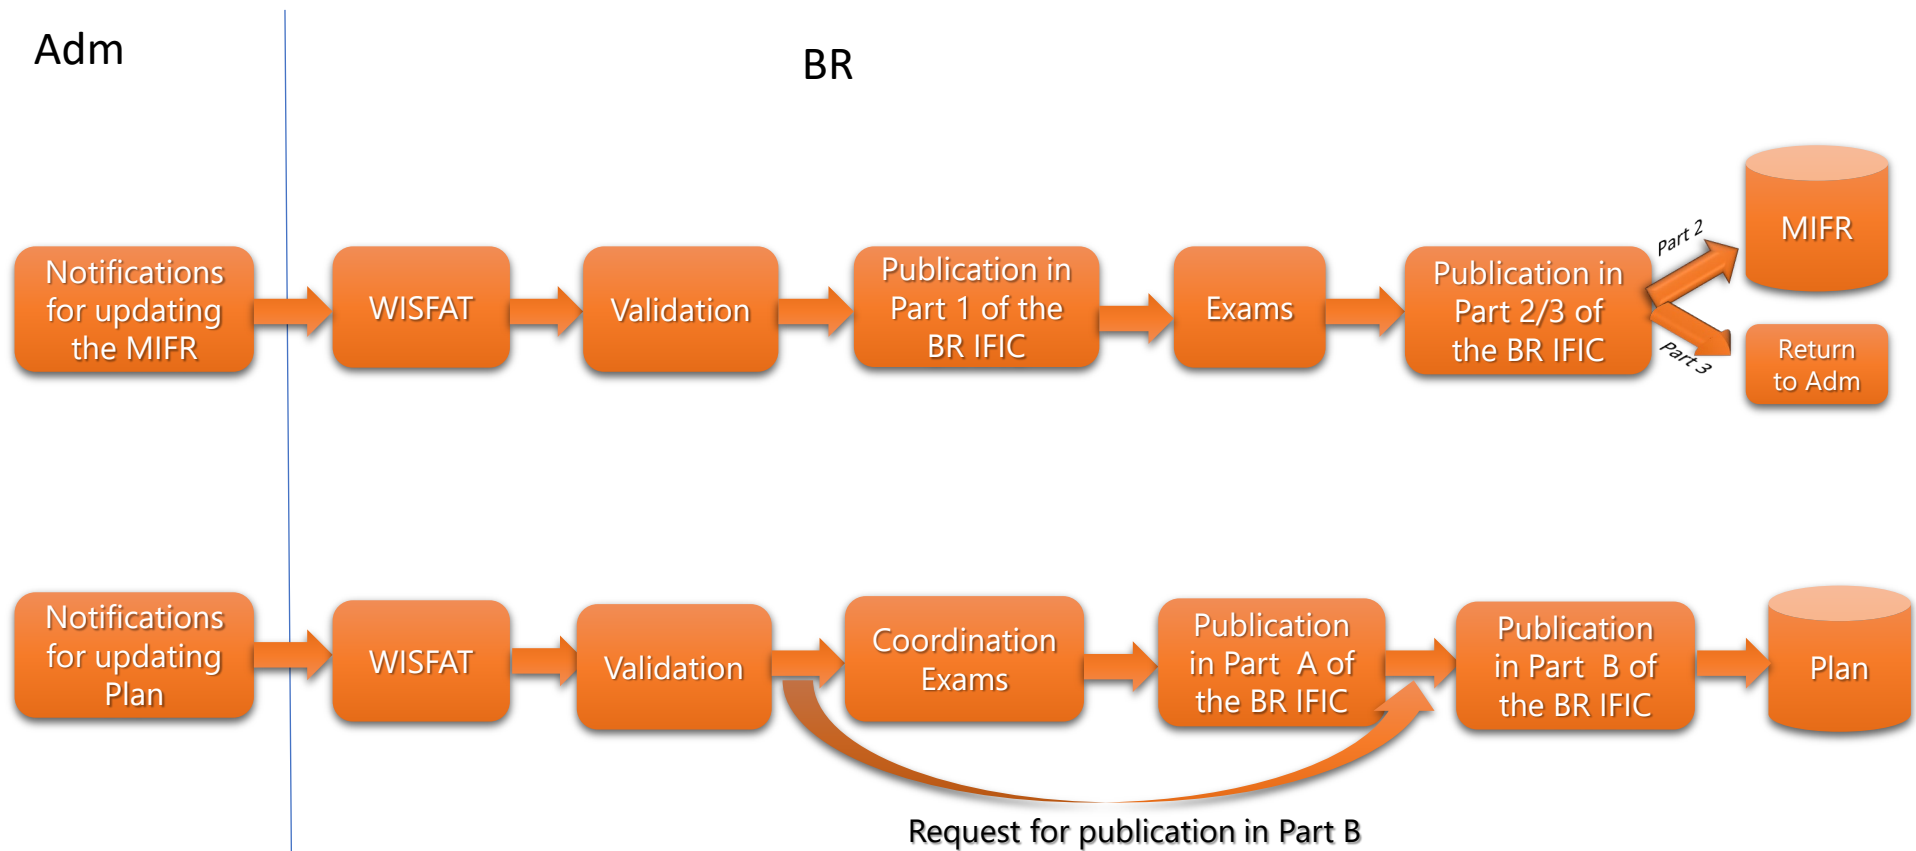 Adm
BR
Notifications
for updating
the MIFR
WISFAT
Validation
Publication in
Part 1 of the
BR IFIC
Exams
Publication in
Part 2/3 of
the BR IFIC
Part 2
MIFR
Part 3
Return
to Adm
Notifications
for updating
Plan
WISFAT
Validation
Coordination
Exams
Publication
in Part A of
the BR IFIC
Publication
in Part B of
the BR IFIC
Plan
Request for publication in Part B